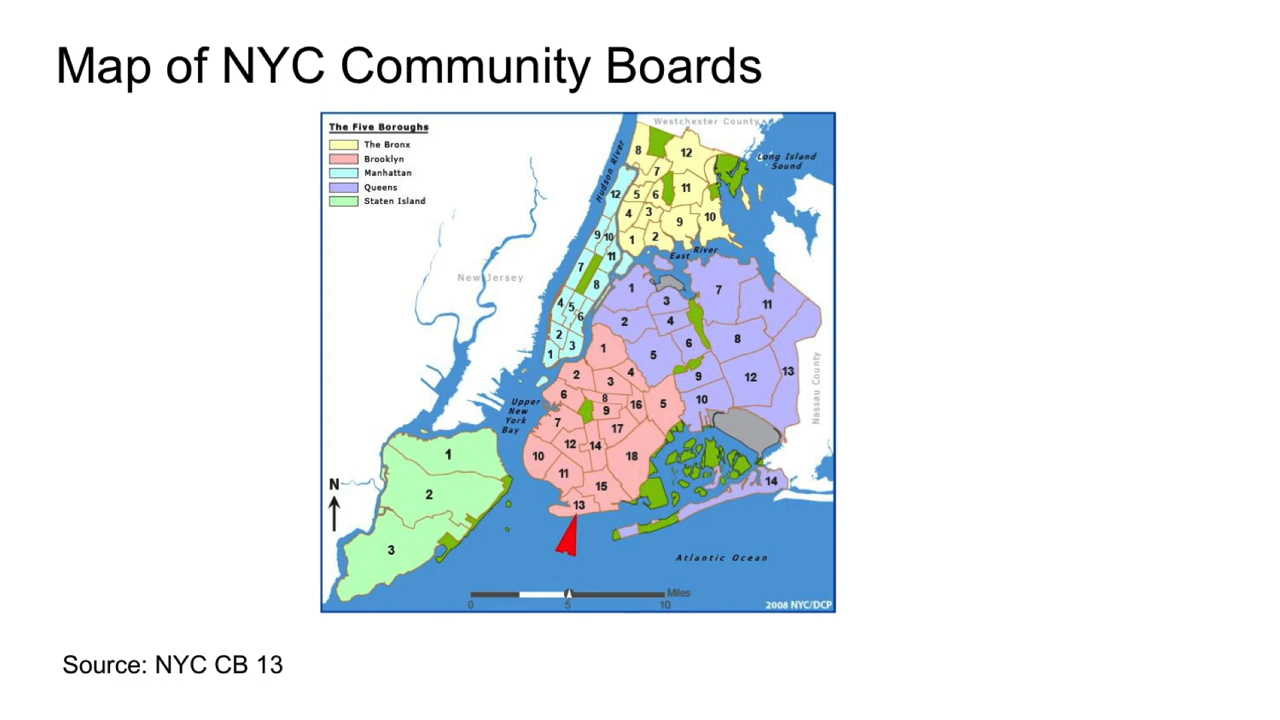 Map of NYC Community Boards
The Five Boroughs
The Bronx
Brooklyn
Manhattan
Queens
Staten Island
Westchester County
Long Island
Sound
Hudson River
New Jersey
East River
Nassau County
Upper
New
York
Bay
8
12
7
5
6
11
4
3
9
10
1
2
12
9
10
11
7
8
4
5
6
2
3
1
1
3
7
11
2
4
6
8
5
9
12
13
10
14
1
2
3
4
6
8
9
16
5
7
17
12
14
10
11
18
15
13
1
2
3
N
Atlantic Ocean
Miles
0
5
10
2008 NYC/DCP
Source: NYC CB 13